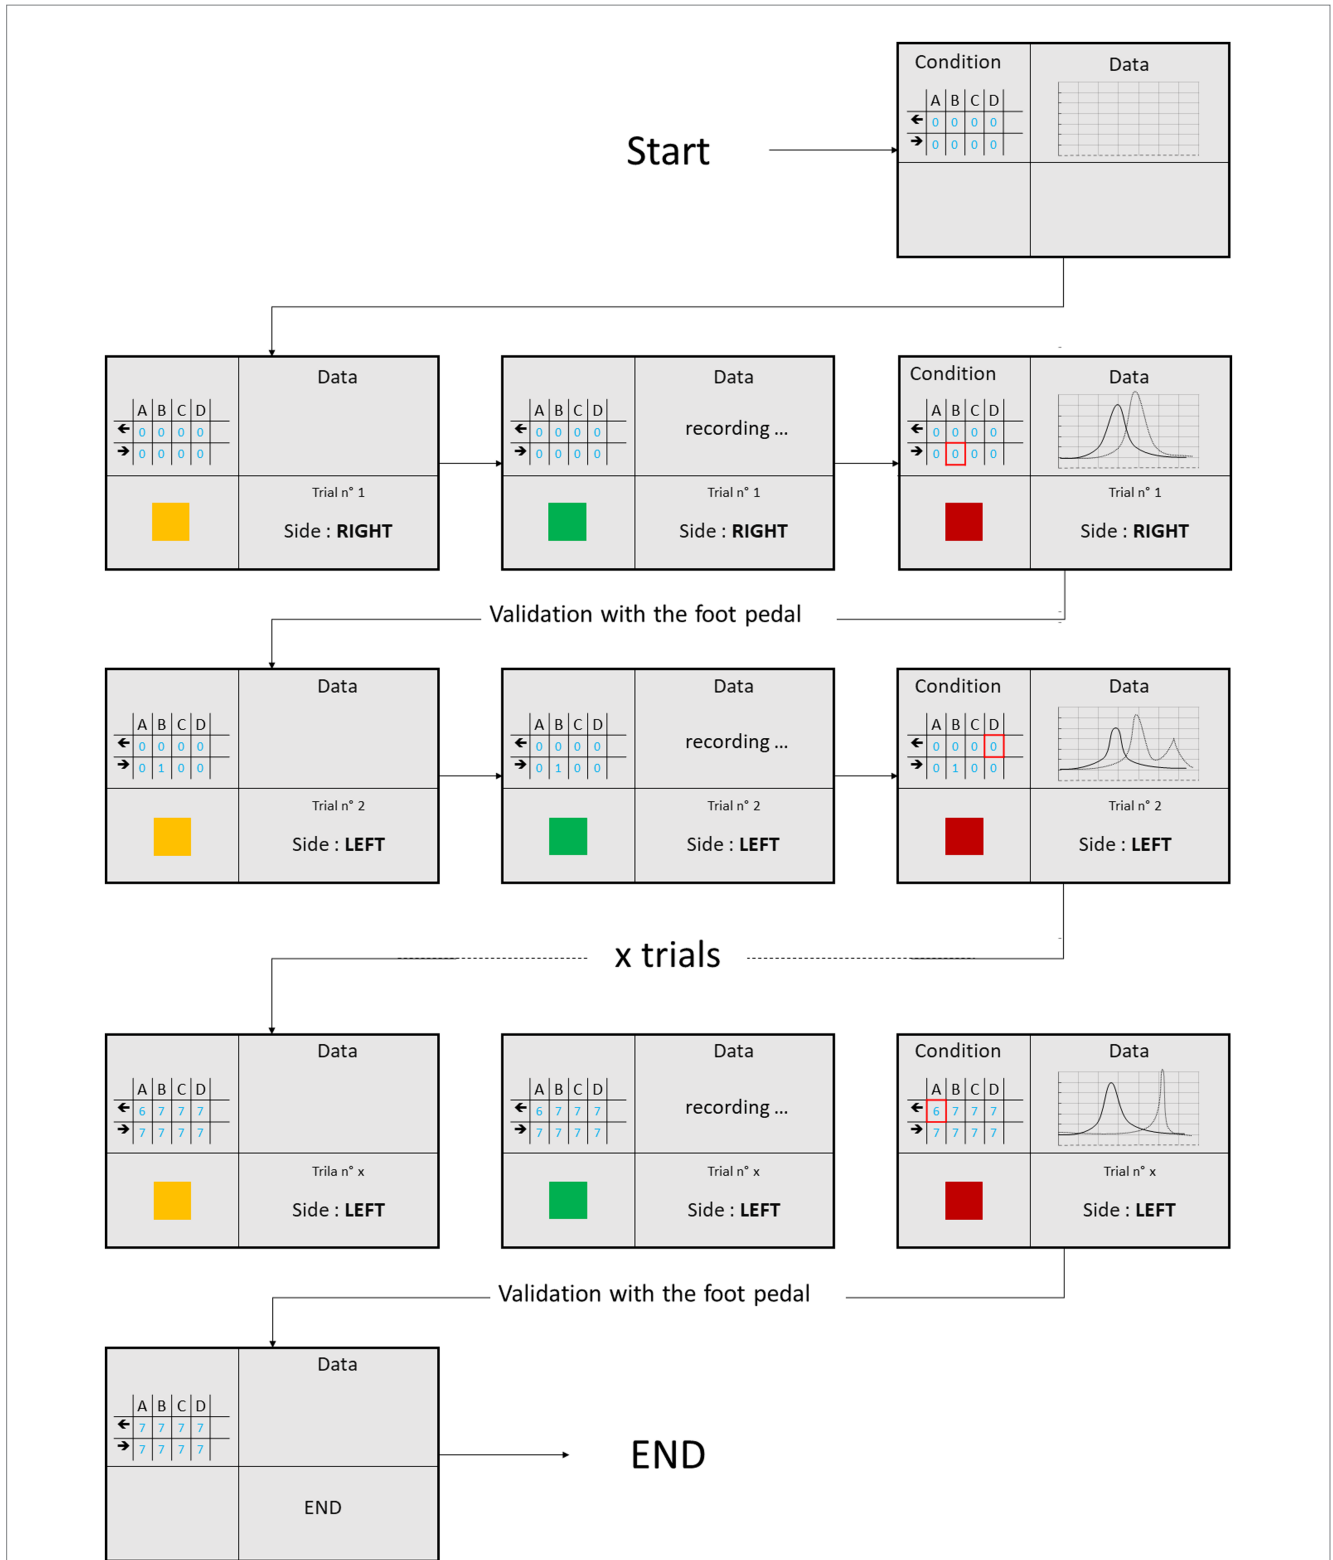 Condition
Data
A B C D
← 0 0 0 0
→ 0 0 0 0
Start
Data
A B C D
← 0 0 0 0
→ 0 0 0 0
Trial n° 1
Side : RIGHT
Data
A B C D
← 0 0 0 0
→ 0 0 0 0
recording ...
Trial n° 1
Side : RIGHT
Condition
Data
A B C D
← 0 0 0 0
→ 0 0 0 0
Trial n° 1
Side : RIGHT
Validation with the foot pedal
Data
A B C D
← 0 0 0 0
→ 0 1 0 0
Trial n° 2
Side : LEFT
Data
A B C D
← 0 0 0 0
→ 0 1 0 0
recording ...
Trial n° 2
Side : LEFT
Condition
Data
A B C D
← 0 0 0 0
→ 0 1 0 0
Trial n° 2
Side : LEFT
x trials
Data
A B C D
← 6 7 7 7
→ 7 7 7 7
Trila n° x
Side : LEFT
Data
A B C D
← 6 7 7 7
→ 7 7 7 7
recording ...
Trial n° x
Side : LEFT
Condition
Data
A B C D
← 6 7 7 7
→ 7 7 7 7
Trial n° x
Side : LEFT
Validation with the foot pedal
Data
A B C D
← 7 7 7 7
→ 7 7 7 7
END
END